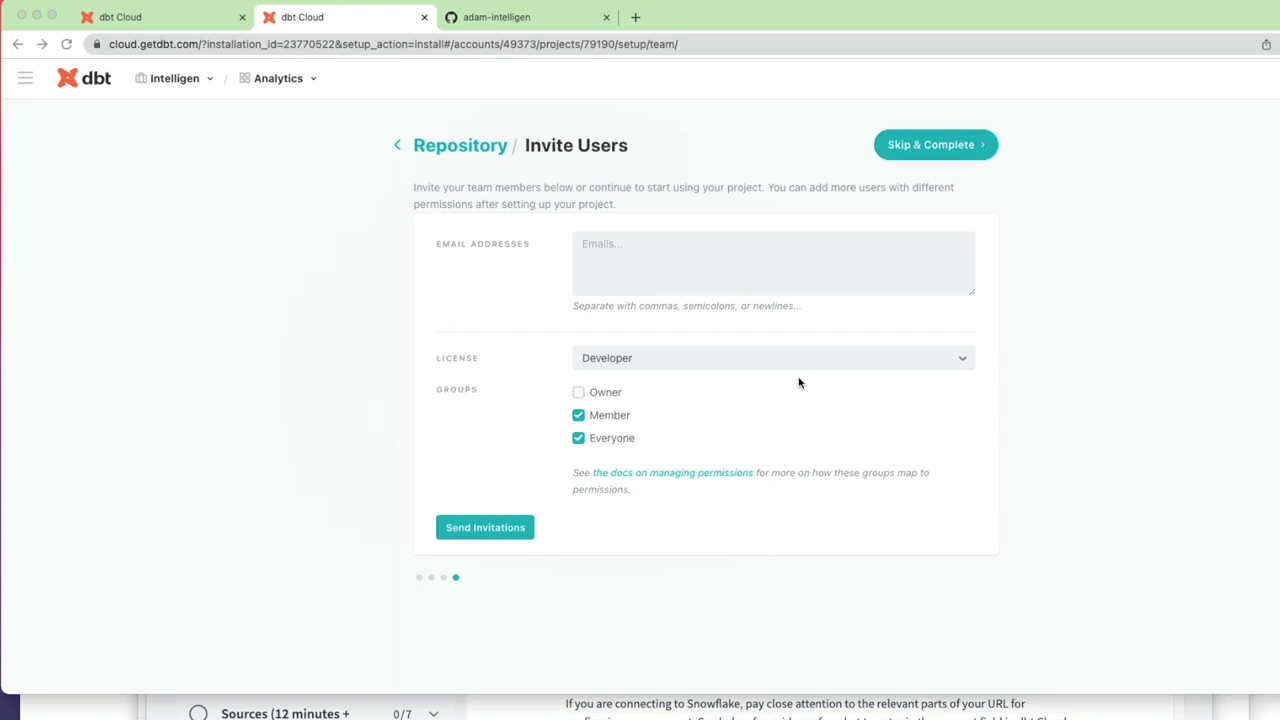 dbt Cloud
dbt Cloud
adam-intelligen
cloud.getdbt.com/?installation_id=23770522&setup_action=install#/accounts/49373/projects/79190/setup/team/
dbt
Intelligen / Analytics
Repository / Invite Users
Skip & Complete
Invite your team members below or continue to start using your project. You can add more users with different
permissions after setting up your project.
EMAIL ADDRESSES
Emails...
Separate with commas, semicolons, or newlines...
LICENSE
Developer
GROUPS
Owner
Member
Everyone
See the docs on managing permissions for more on how these groups map to
permissions.
Send Invitations
Sources (12 minutes +
0/7
If you are connecting to Snowflake, pay close attention to the relevant parts of your URL for